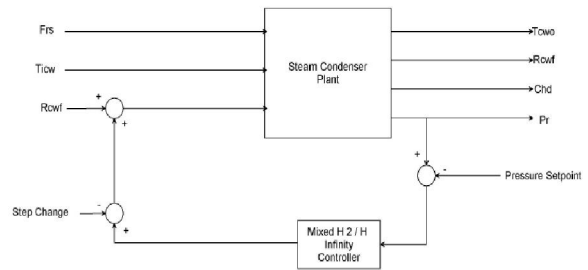 Frs
Ticw
Rcwf
+
+
Steam Condenser
Plant
Tcwo
Rcwf
Chd
Pr
+
-
Pressure Setpoint
Step Change
-
+
Mixed H 2 / H
Infinity
Controller